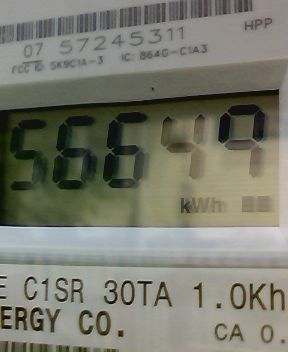 HPP
07 57245311
FCC ID: SK9C1A-3 IC: 864G-C1A3
56649
kWh
E C1SR 30TA 1.0Kh
ERGY CO.
CA 0.